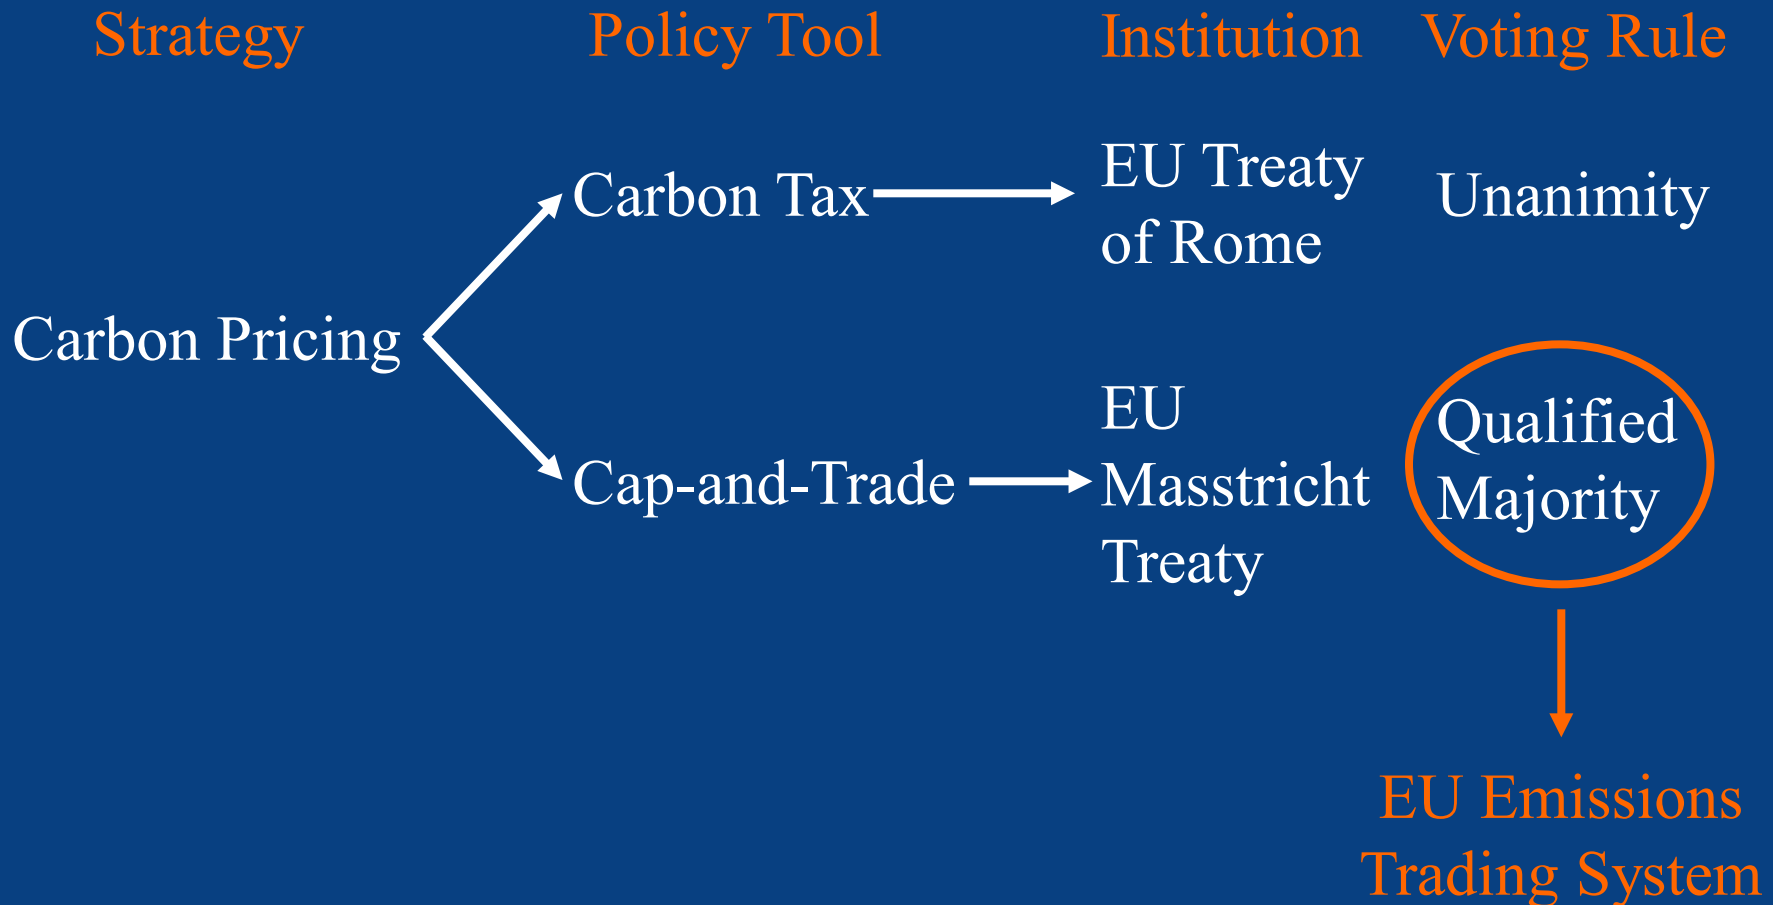 Strategy
Policy Tool
Institution
Voting Rule
Carbon Tax
EU Treaty
of Rome
Unanimity
Carbon Pricing
Cap-and-Trade
EU
Masstricht
Treaty
Qualified
Majority
EU Emissions
Trading System